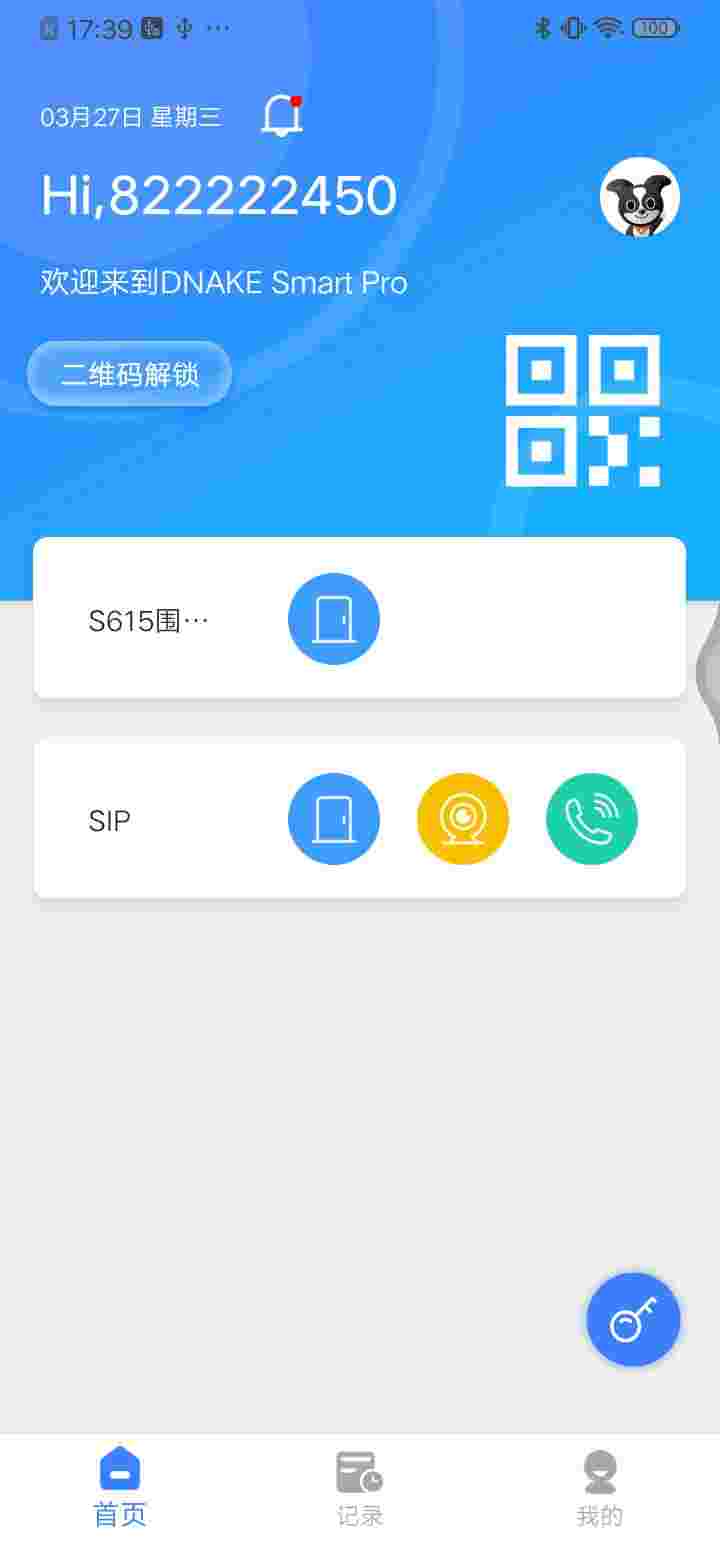 17:39
100
03月27日 星期三
Hi,822222450
欢迎来到DNAKE Smart Pro
二维码解锁
S615围…
SIP
首页
记录
我的